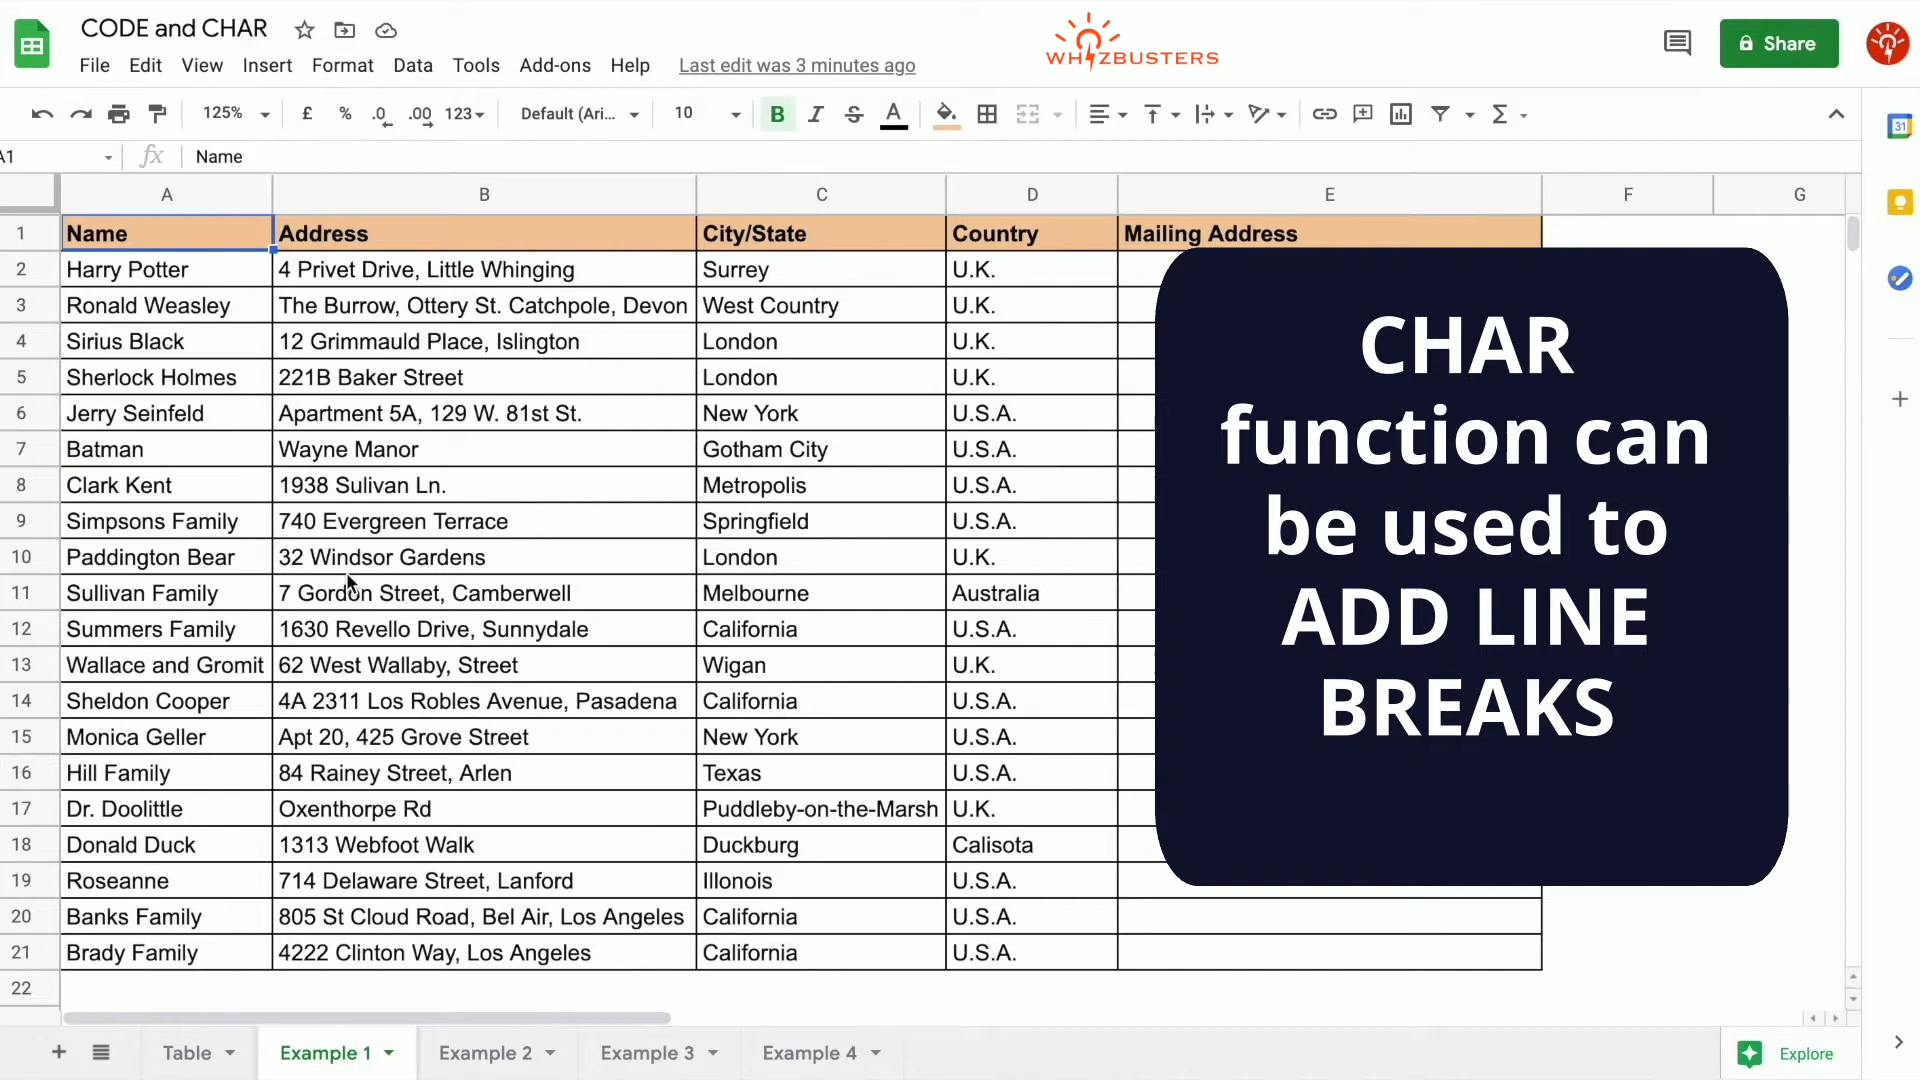 CODE and CHAR
WHIZBUSTERS
Share
File Edit View Insert Format Data Tools Add-ons Help Last edit was 3 minutes ago
125% £ % .0 .00 123 Default (Ari... 10 B I S A Σ
31
A1 fx Name
A B C D E F G
1 Name Address City/State Country Mailing Address
2 Harry Potter 4 Privet Drive, Little Whinging Surrey U.K.
3 Ronald Weasley The Burrow, Ottery St. Catchpole, Devon West Country U.K.
4 Sirius Black 12 Grimmauld Place, Islington London U.K.
5 Sherlock Holmes 221B Baker Street London U.K.
6 Jerry Seinfeld Apartment 5A, 129 W. 81st St. New York U.S.A.
7 Batman Wayne Manor Gotham City U.S.A.
8 Clark Kent 1938 Sulivan Ln. Metropolis U.S.A.
9 Simpsons Family 740 Evergreen Terrace Springfield U.S.A.
10 Paddington Bear 32 Windsor Gardens London U.K.
11 Sullivan Family 7 Gordon Street, Camberwell Melbourne Australia
12 Summers Family 1630 Revello Drive, Sunnydale California U.S.A.
13 Wallace and Gromit 62 West Wallaby, Street Wigan U.K.
14 Sheldon Cooper 4A 2311 Los Robles Avenue, Pasadena California U.S.A.
15 Monica Geller Apt 20, 425 Grove Street New York U.S.A.
16 Hill Family 84 Rainey Street, Arlen Texas U.S.A.
17 Dr. Doolittle Oxenthorpe Rd Puddleby-on-the-Marsh U.K.
18 Donald Duck 1313 Webfoot Walk Duckburg Calisota
19 Roseanne 714 Delaware Street, Lanford Illonois U.S.A.
20 Banks Family 805 St Cloud Road, Bel Air, Los Angeles California U.S.A.
21 Brady Family 4222 Clinton Way, Los Angeles California U.S.A.
22
CHAR
function can
be used to
ADD LINE
BREAKS
Table Example 1 Example 2 Example 3 Example 4 Explore